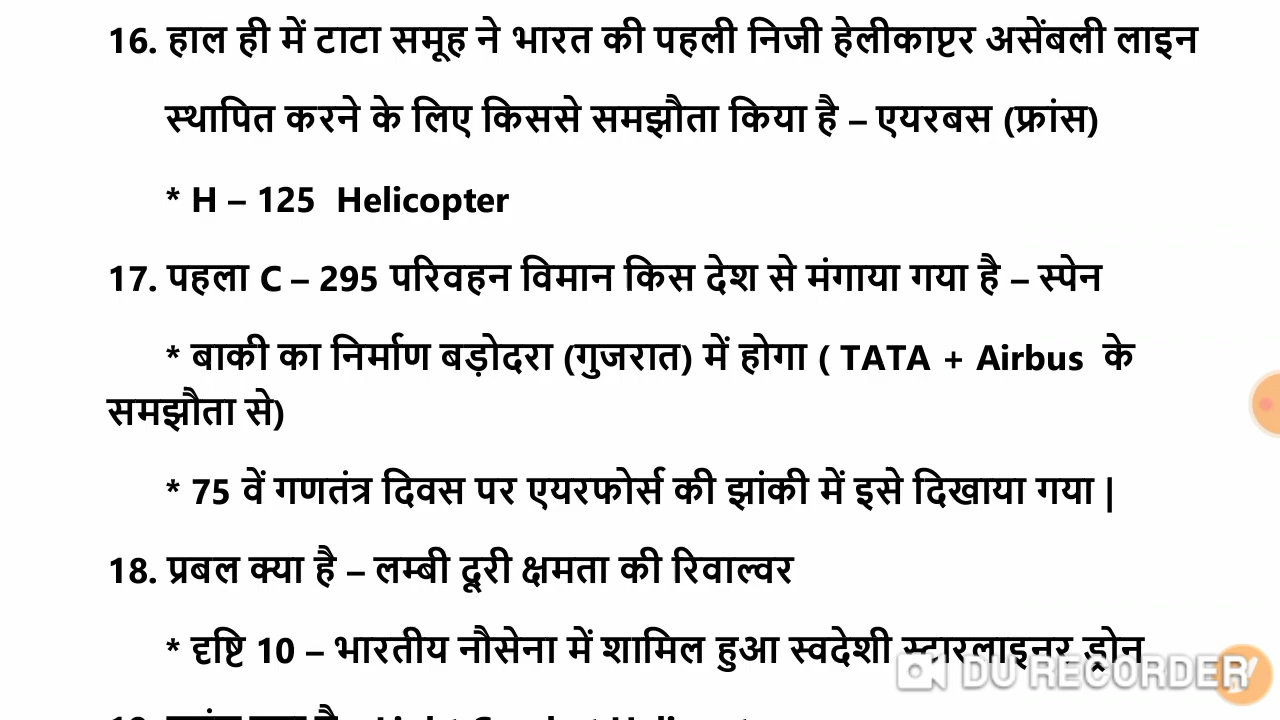 16. हाल ही में टाटा समूह ने भारत की पहली निजी हेलीकाप्टर असेंबली लाइन
स्थापित करने के लिए किससे समझौता किया है – एयरबस (फ्रांस)
* H – 125 Helicopter
17. पहला C – 295 परिवहन विमान किस देश से मंगाया गया है – स्पेन
* बाकी का निर्माण बड़ोदरा (गुजरात) में होगा ( TATA + Airbus के
समझौता से)
* 75 वें गणतंत्र दिवस पर एयरफोर्स की झांकी में इसे दिखाया गया |
18. प्रबल क्या है – लम्बी दूरी क्षमता की रिवाल्वर
* दृष्टि 10 – भारतीय नौसेना में शामिल हुआ स्वदेशी स्टारलाइनर ड्रोन
DU RECORDER